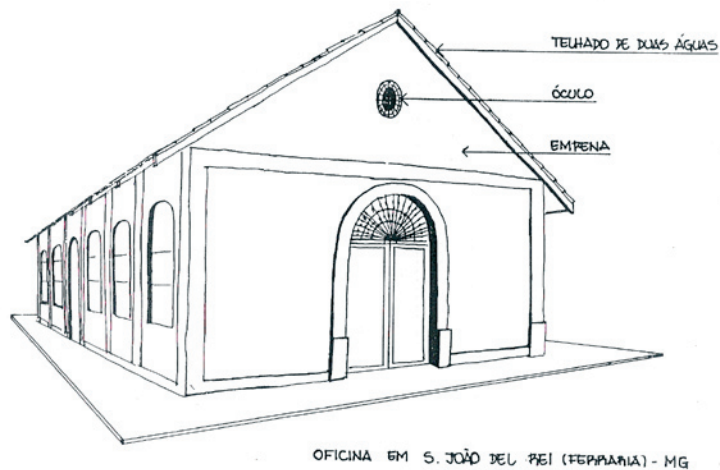 TELHADO DE DUAS ÁGUAS
ÓCULO
EMPENA
OFICINA EM S. JOÃO DEL REI (FERRARIA) - MG